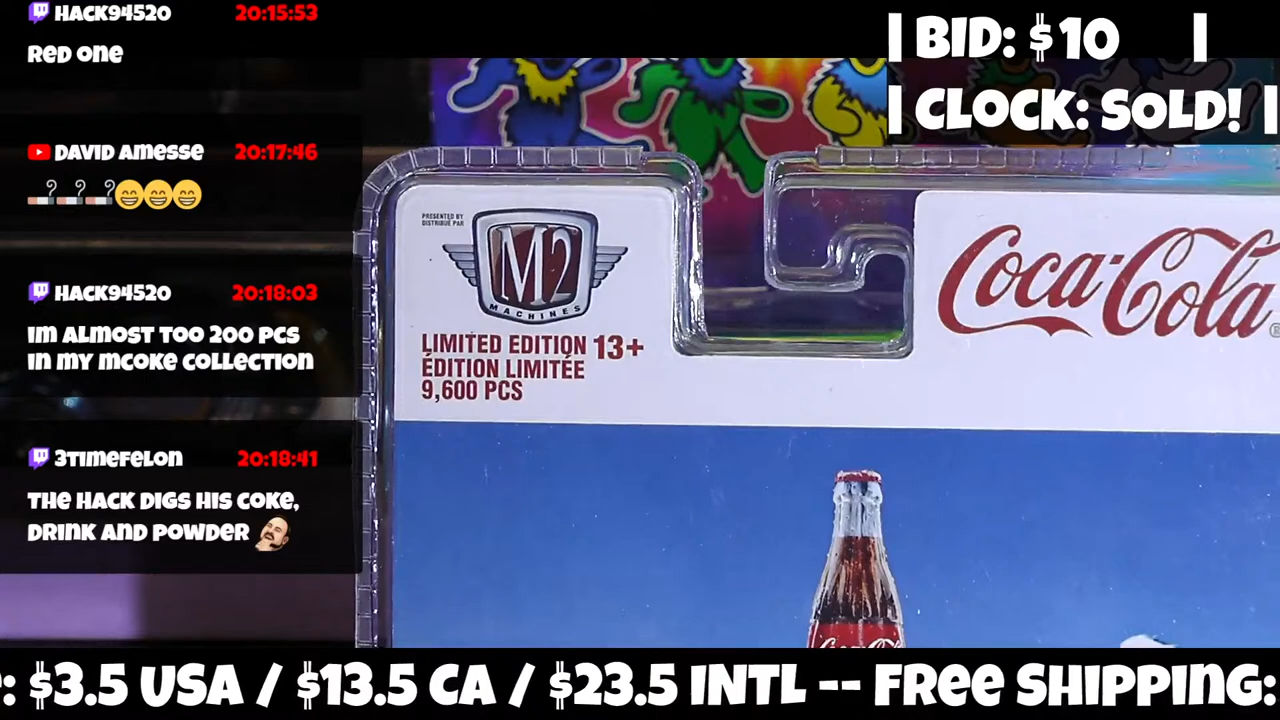 HACK94520 20:15:53
RED ONE
DAVID AMESSE 20:17:46
HACK94520 20:18:03
IM ALMOST TOO 200 PCS
IN MY MCOKE COLLECTION
3TIMEFELON 20:18:41
THE HACK DIGS HIS COKE,
DRINK AND POWDER
| BID: $10 |
| CLOCK: SOLD! |
PRESENTED BY
DISTRIBUÉ PAR
M2
MACHINES
LIMITED EDITION 13+
ÉDITION LIMITÉE
9,600 PCS
Coca-Cola®
Coca-Cola
: $3.5 USA / $13.5 CA / $23.5 INTL -- FREE SHIPPING: